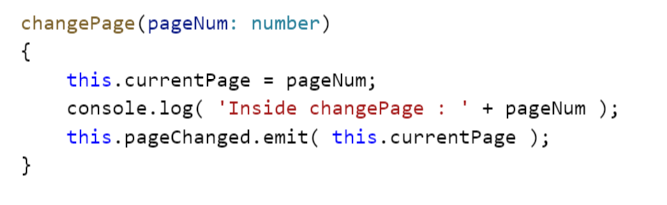 changePage(pageNum: number)
{
    this.currentPage = pageNum;
    console.log( 'Inside changePage : ' + pageNum );
    this.pageChanged.emit( this.currentPage );
}